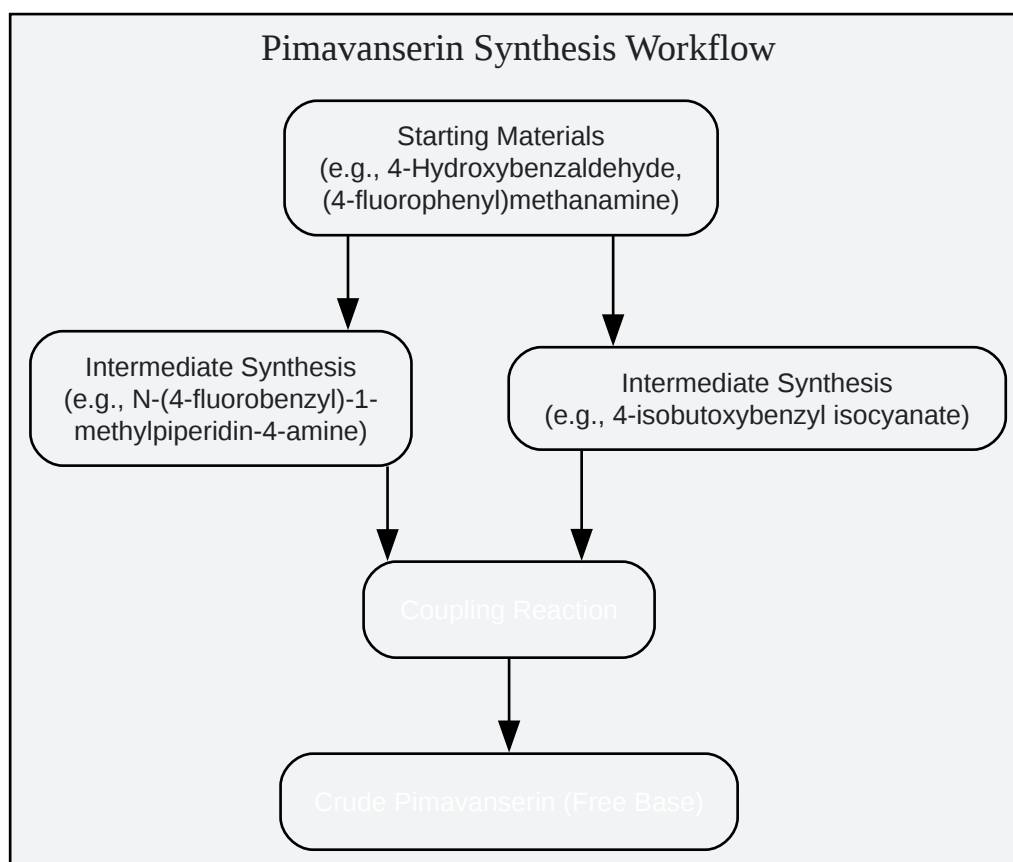 Pimavanserin Synthesis Workflow
Starting Materials
(e.g., 4-Hydroxybenzaldehyde,
(4-fluorophenyl)methanamine)
Intermediate Synthesis
(e.g., N-(4-fluorobenzyl)-1-
methylpiperidin-4-amine)
Intermediate Synthesis
(e.g., 4-isobutoxybenzyl isocyanate)
Coupling Reaction
Crude Pimavanserin (Free Base)